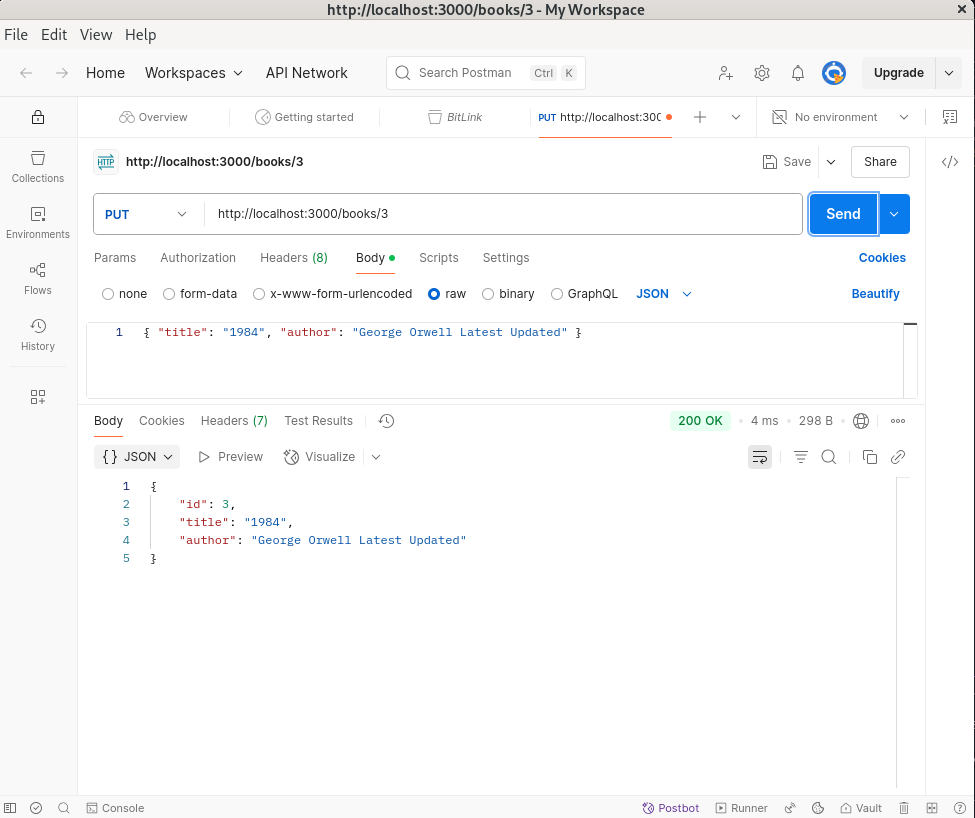 http://localhost:3000/books/3 - My Workspace
File Edit View Help
Home Workspaces API Network Search Postman Ctrl K Upgrade
Overview Getting started BitLink PUT http://localhost:300 No environment
HTTP http://localhost:3000/books/3 Save Share
Collections
PUT http://localhost:3000/books/3 Send
Environments
Params Authorization Headers (8) Body Scripts Settings Cookies
Flows
none form-data x-www-form-urlencoded raw binary GraphQL JSON Beautify
1 { "title": "1984", "author": "George Orwell Latest Updated" }
History
Body Cookies Headers (7) Test Results 200 OK 4 ms 298 B
{} JSON Preview Visualize
1 {
2 "id": 3,
3 "title": "1984",
4 "author": "George Orwell Latest Updated"
5 }
Console Postbot Runner Vault